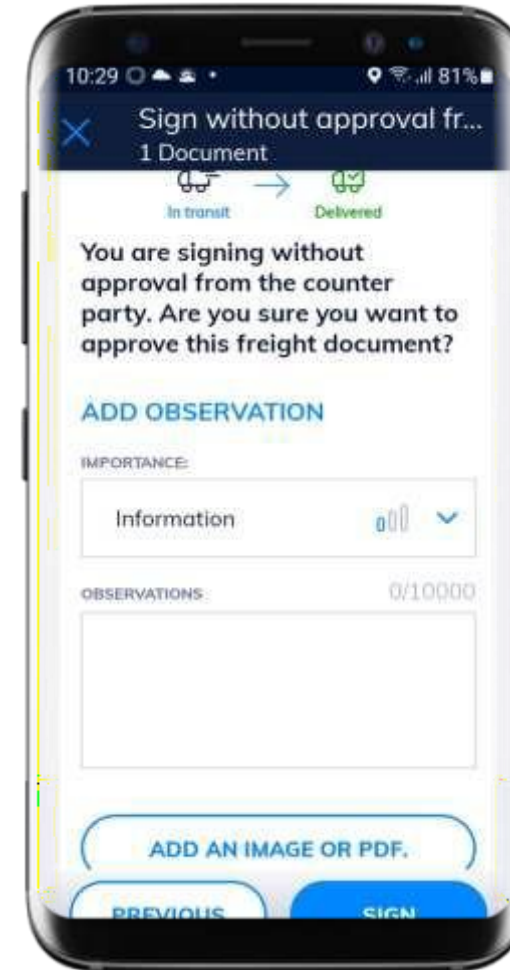 10:29
81%
Sign without approval fr...
1 Document
In transit
Delivered
You are signing without
approval from the counter
party. Are you sure you want to
approve this freight document?
ADD OBSERVATION
IMPORTANCE:
Information
OBSERVATIONS
0/10000
ADD AN IMAGE OR PDF.
PREVIOUS
SIGN